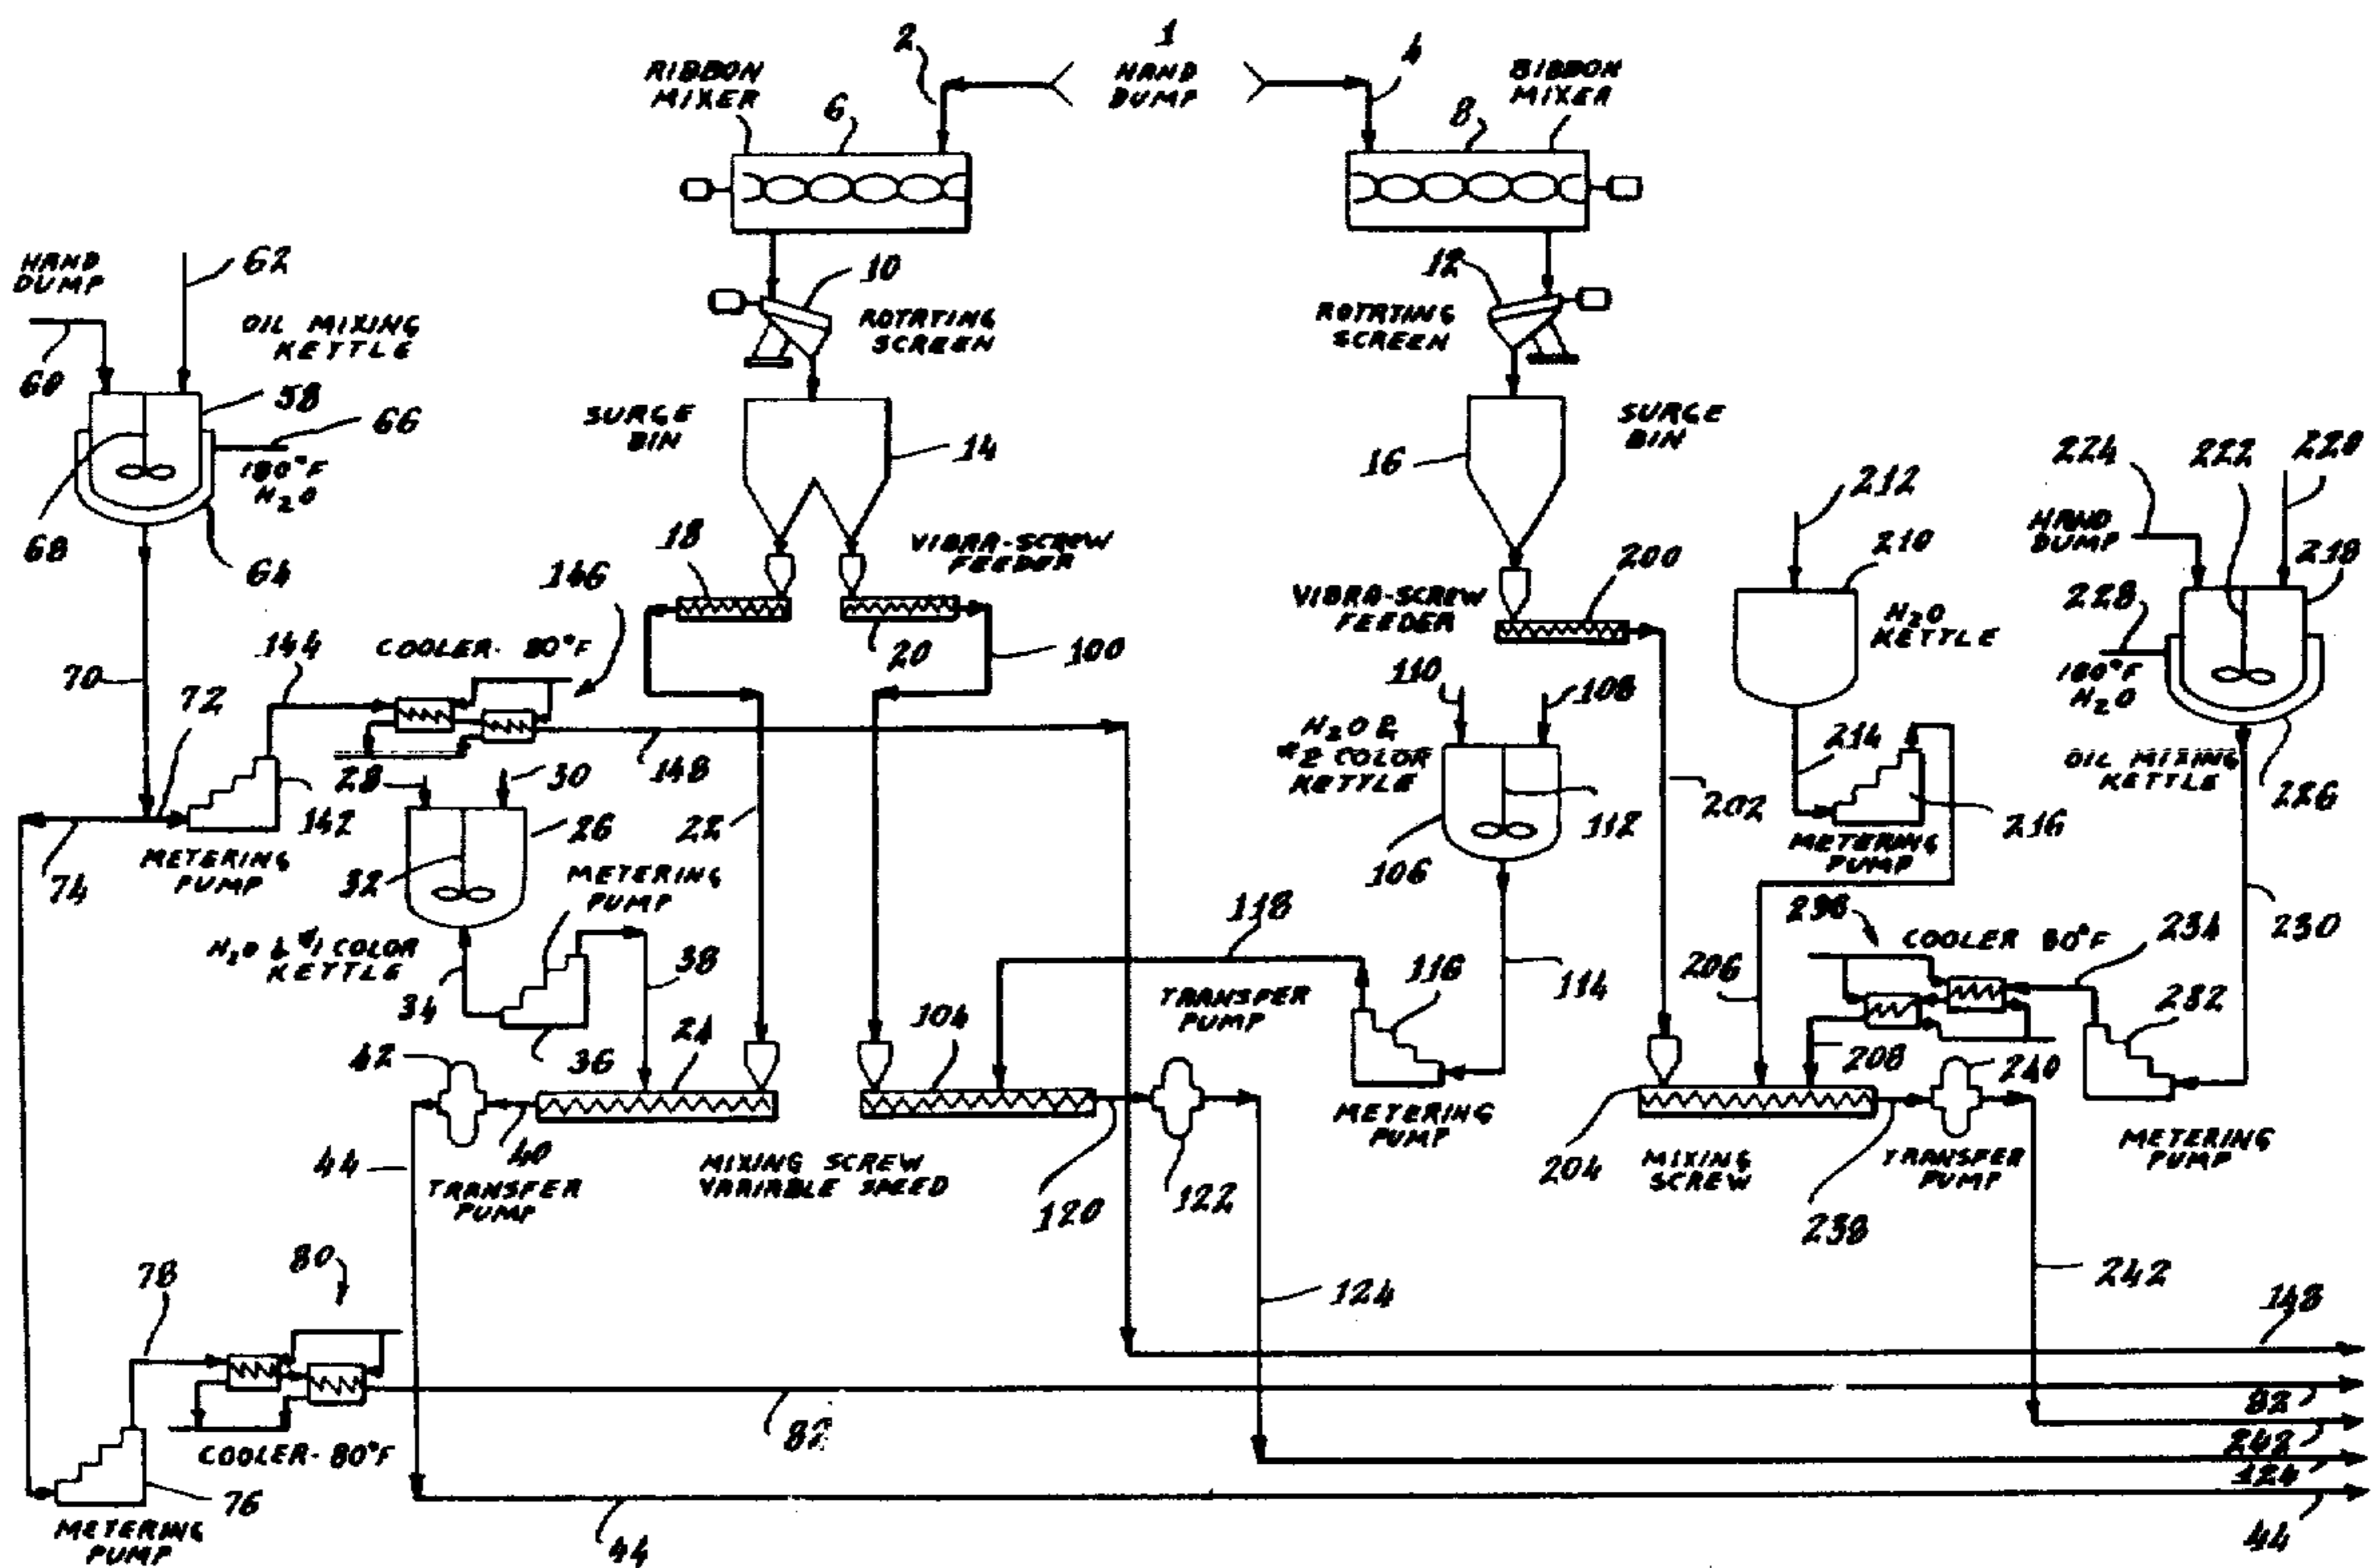 1
2
4
HAND
DUMP
RIBBON
MIXER
6
RIBBON
MIXER
8
10
ROTATING
SCREEN
12
ROTATING
SCREEN
HAND
DUMP
62
OIL MIXING
KETTLE
60
58
66
180°F
H2O
68
64
SURGE
BIN
14
SURGE
BIN
16
18
VIBRA-SCREW
FEEDER
20
100
146
144
COOLER- 80°F
70
72
148
28
30
142
74
METERING
PUMP
26
32
22
METERING
PUMP
H2O & #1 COLOR
KETTLE
34
36
38
24
VIBRA-SCREW
FEEDER
200
212
210
H2O
KETTLE
224
222
220
HAND
DUMP
218
228
180°F
H2O
110
108
H2O &
#2 COLOR
KETTLE
112
106
202
214
216
METERING
PUMP
OIL MIXING
KETTLE
226
230
118
TRANSFER
PUMP
116
114
206
236
COOLER 80°F
234
232
208
240
42
40
44
TRANSFER
PUMP
MIXING SCREW
VARIABLE SPEED
104
120
122
METERING
PUMP
204
MIXING
SCREW
TRANSFER
PUMP
238
METERING
PUMP
78
80
124
242
148
82
COOLER- 80°F
82
242
124
76
METERING
PUMP
44
44